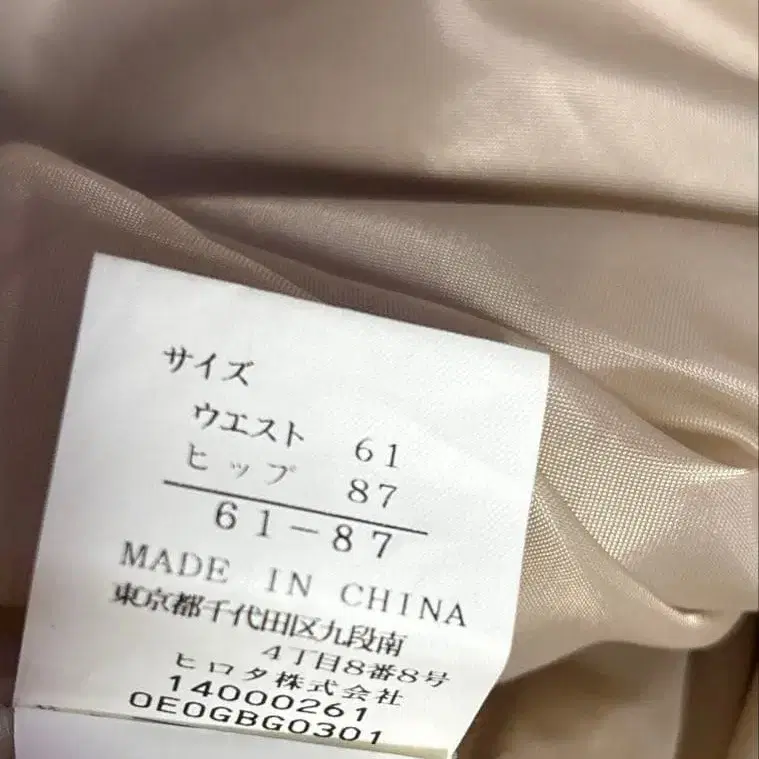 サイズ
ウエスト 61
ヒップ 87
61-87
MADE IN CHINA
東京都千代田区九段南
4丁目8番8号
ヒロタ株式会社
14000261
0E0GBG0301